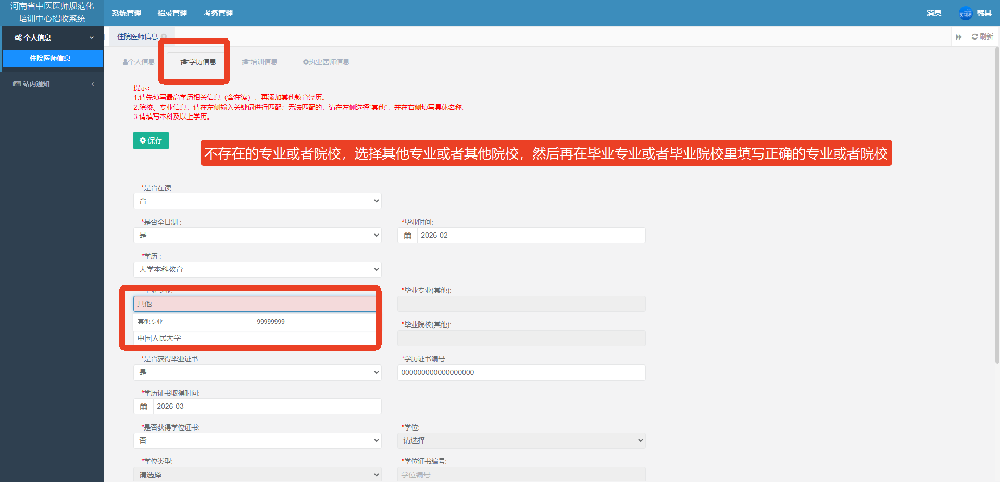 河南省中医医师规范化
培训中心招收系统
系统管理
招录管理
考务管理
消息
医视界
韩其
个人信息
住院医师信息
站内通知
住院医师信息
刷新
个人信息
学历信息
培训信息
执业医师信息
提示：
1.请先填写最高学历相关信息（含在读），再添加其他教育经历。
2.院校、专业信息，请在左侧输入关键词进行匹配；无法匹配的，请在左侧选择“其他”，并在右侧填写具体名称。
3.请填写本科及以上学历。
保存
不存在的专业或者院校，选择其他专业或者其他院校，然后再在毕业专业或者毕业院校里填写正确的专业或者院校
*是否在读
否
*是否全日制 :
是
*毕业时间:
2026-02
*学历 :
大学本科教育
*毕业专业:
其他
其他专业 99999999
*毕业专业(其他):
中国人民大学
*毕业院校(其他):
*是否获得毕业证书:
是
*学历证书编号:
000000000000000000
*学历证书取得时间:
2026-03
*是否获得学位证书:
否
*学位:
请选择
*学位类型:
请选择
*学位证书编号:
学位编号